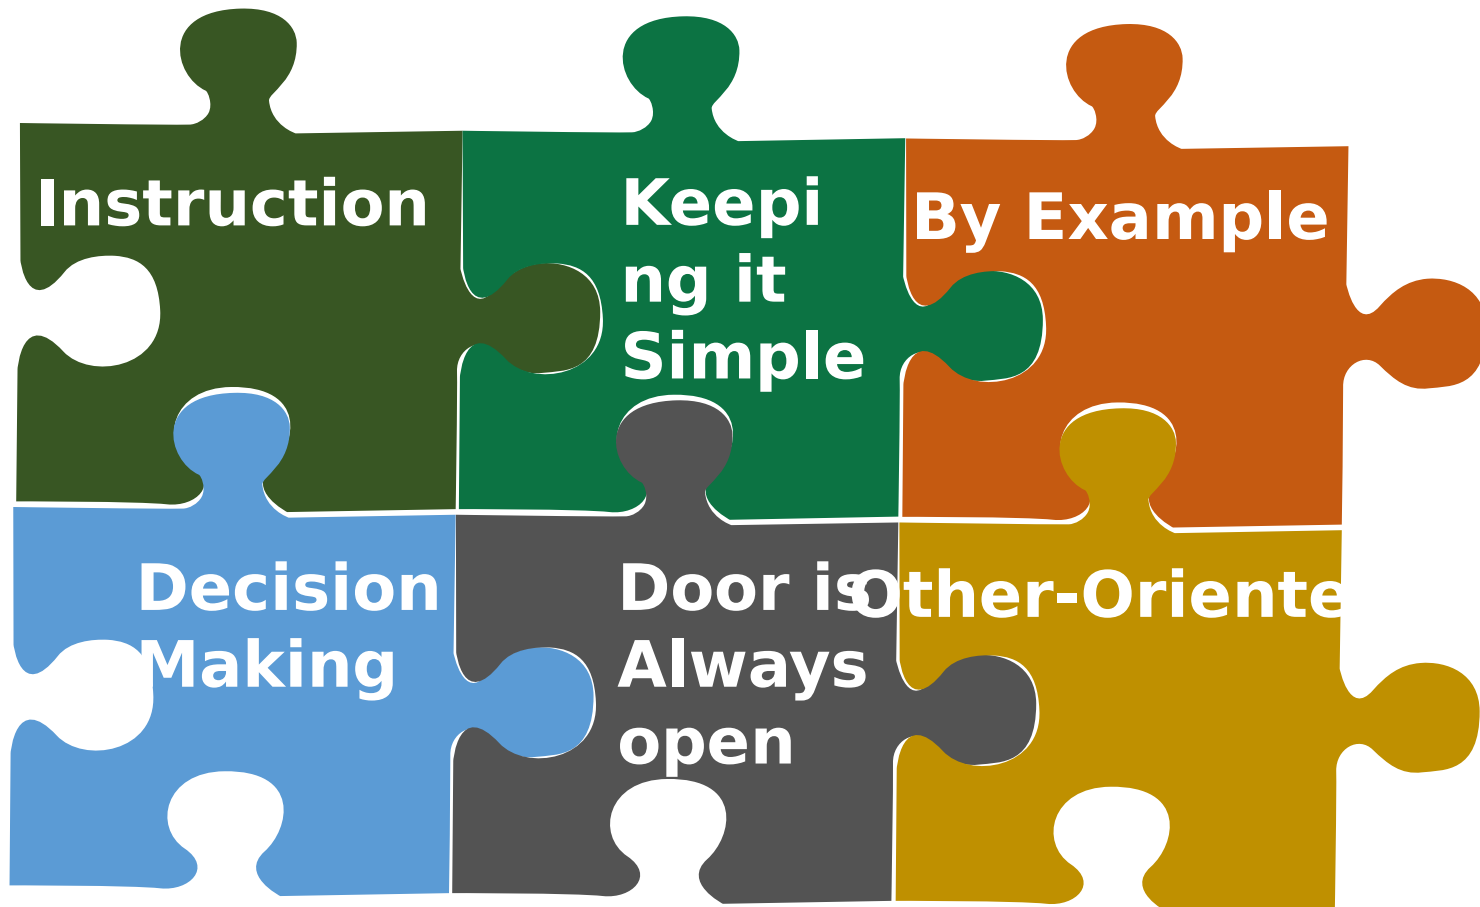 Instruction
Keepi
ng it
Simple
By Example
Decision
Making
Door is
Always
open
Other-Oriente